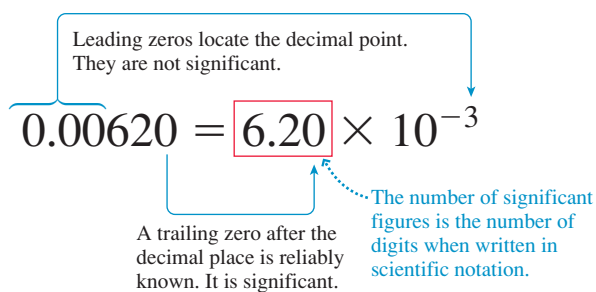 Leading zeros locate the decimal point.
They are not significant.
0.00620 = 6.20 × 10⁻³
The number of significant
figures is the number of
digits when written in
scientific notation.
A trailing zero after the
decimal place is reliably
known. It is significant.